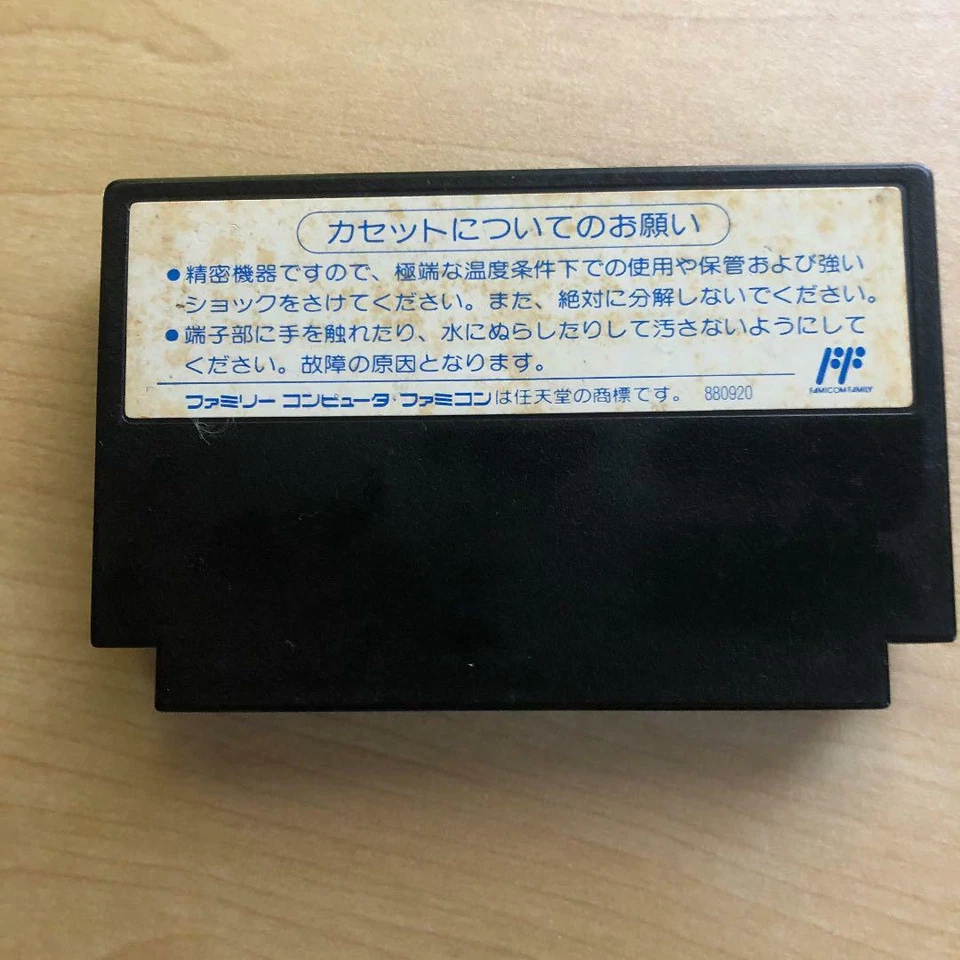 カセットについてのお願い
●精密機器ですので、極端な温度条件下での使用や保管および強い
ショックをさけてください。また、絶対に分解しないでください。
●端子部に手を触れたり、水にぬらしたりして汚さないようにして
ください。故障の原因となります。
FAMICOM FAMILY
ファミリー コンピュータ・ファミコンは任天堂の商標です。 880920